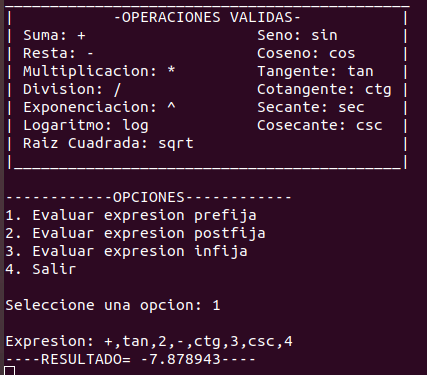 -OPERACIONES VALIDAS-
| Suma: + Seno: sin |
| Resta: - Coseno: cos |
| Multiplicacion: * Tangente: tan |
| Division: / Cotangente: ctg |
| Exponenciacion: ^ Secante: sec |
| Logaritmo: log Cosecante: csc |
| Raiz Cuadrada: sqrt |
------------OPCIONES------------
1. Evaluar expresion prefija
2. Evaluar expresion postfija
3. Evaluar expresion infija
4. Salir
Seleccione una opcion: 1
Expresion: +,tan,2,-,ctg,3,csc,4
----RESULTADO= -7.878943----